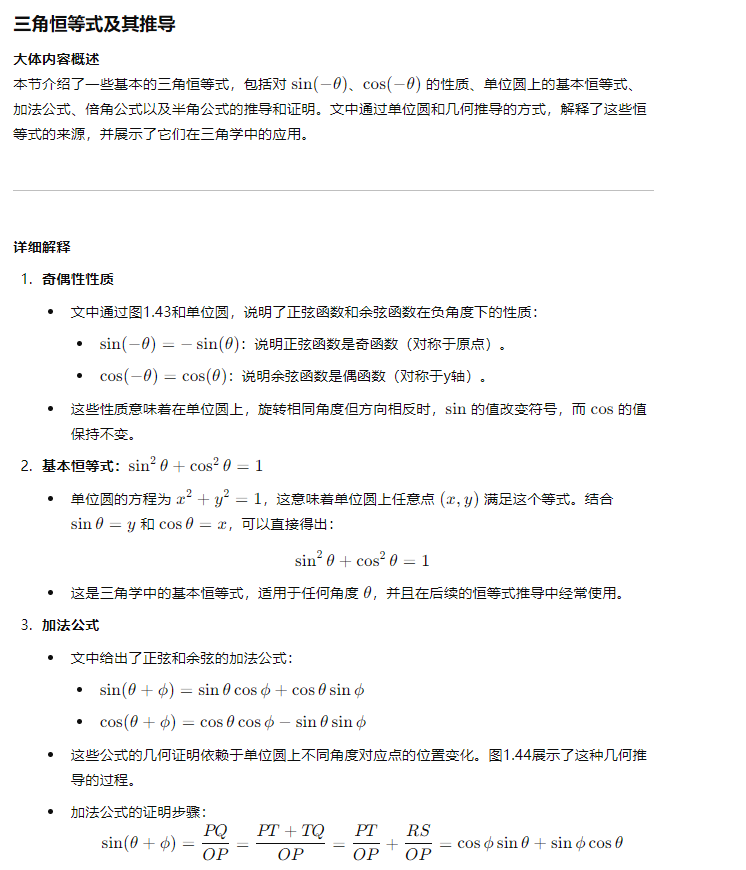 三角恒等式及其推导
大体内容概述
本节介绍了一些基本的三角恒等式，包括对 sin(−θ)、cos(−θ) 的性质、单位圆上的基本恒等式、
加法公式、倍角公式以及半角公式的推导和证明。文中通过单位圆和几何推导的方式，解释了这些恒
等式的来源，并展示了它们在三角学中的应用。
详细解释
1. 奇偶性性质
• 文中通过图1.43和单位圆，说明了正弦函数和余弦函数在负角度下的性质：
• sin(−θ) = − sin(θ)：说明正弦函数是奇函数（对称于原点）。
• cos(−θ) = cos(θ)：说明余弦函数是偶函数（对称于y轴）。
• 这些性质意味着在单位圆上，旋转相同角度但方向相反时，sin 的值改变符号，而 cos 的值
保持不变。
2. 基本恒等式：sin² θ + cos² θ = 1
• 单位圆的方程为 x² + y² = 1，这意味着单位圆上任意点 (x, y) 满足这个等式。结合
sin θ = y 和 cos θ = x，可以直接得出：
sin² θ + cos² θ = 1
• 这是三角学中的基本恒等式，适用于任何角度 θ，并且在后续的恒等式推导中经常使用。
3. 加法公式
• 文中给出了正弦和余弦的加法公式：
• sin(θ + ϕ) = sin θ cos ϕ + cos θ sin ϕ
• cos(θ + ϕ) = cos θ cos ϕ − sin θ sin ϕ
• 这些公式的几何证明依赖于单位圆上不同角度对应点的位置变化。图1.44展示了这种几何推
导的过程。
• 加法公式的证明步骤：
sin(θ + ϕ) = PQ/OP = (PT + TQ)/OP = PT/OP + RS/OP = cos ϕ sin θ + sin ϕ cos θ